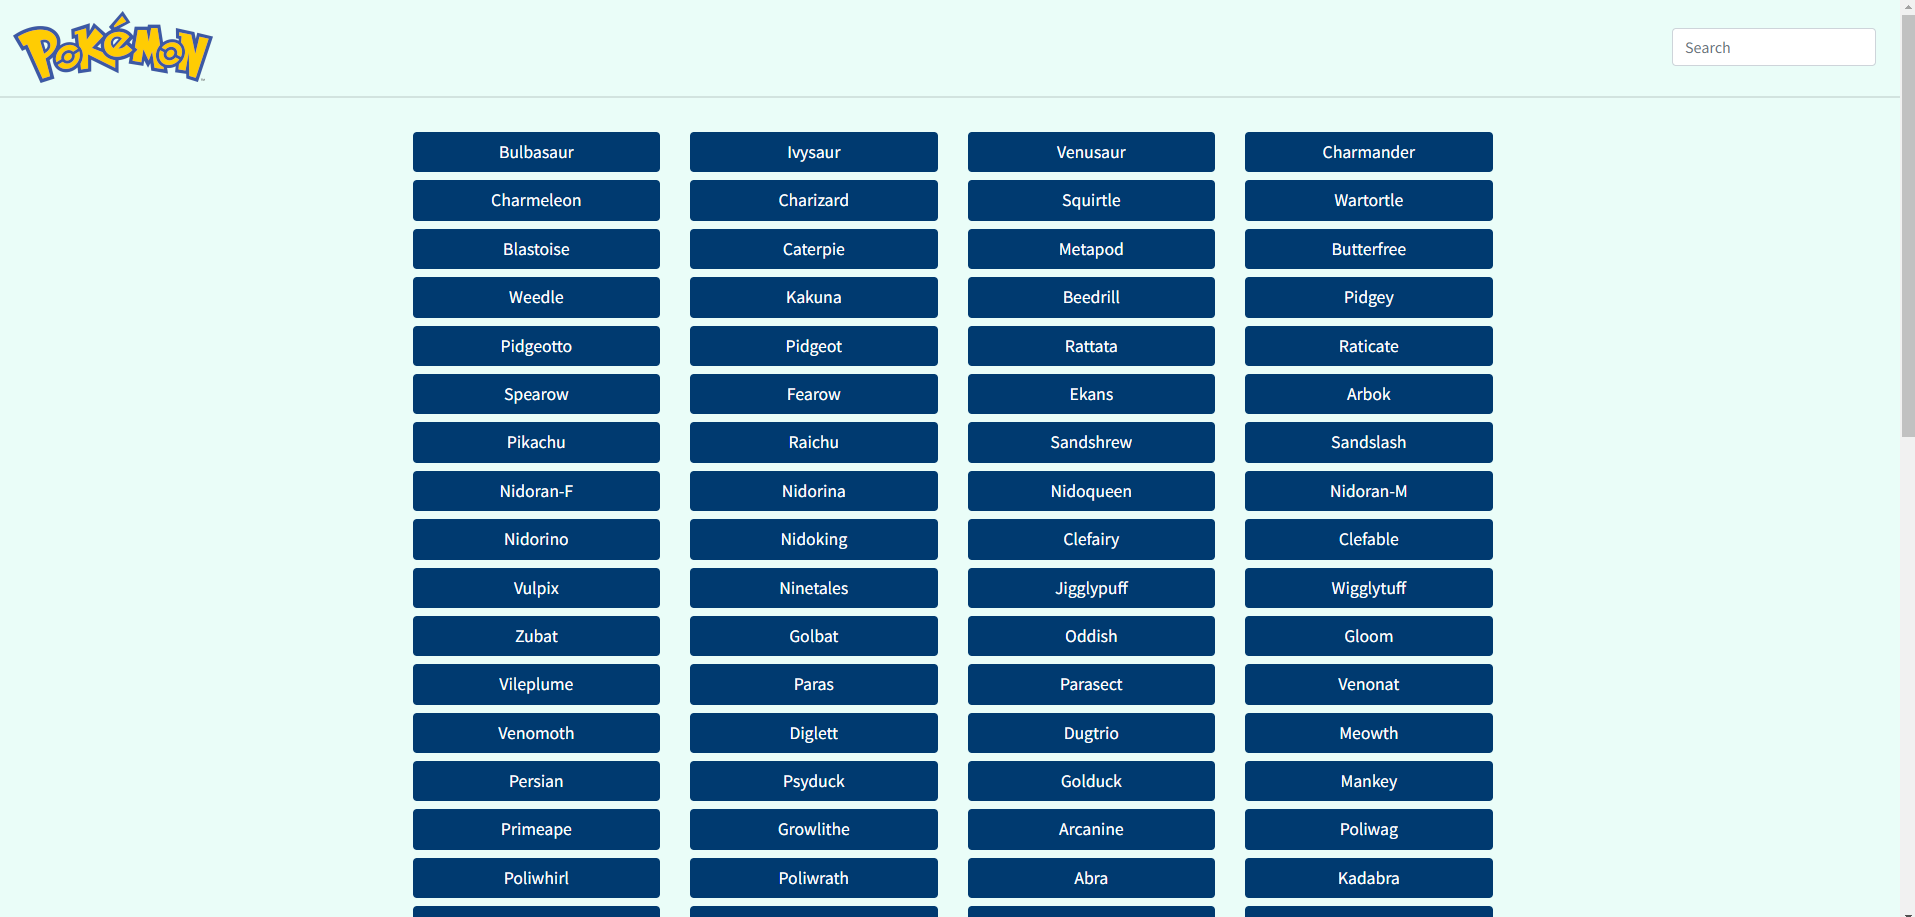 Pokémon
Search
Bulbasaur Ivysaur Venusaur Charmander
Charmeleon Charizard Squirtle Wartortle
Blastoise Caterpie Metapod Butterfree
Weedle Kakuna Beedrill Pidgey
Pidgeotto Pidgeot Rattata Raticate
Spearow Fearow Ekans Arbok
Pikachu Raichu Sandshrew Sandslash
Nidoran-F Nidorina Nidoqueen Nidoran-M
Nidorino Nidoking Clefairy Clefable
Vulpix Ninetales Jigglypuff Wigglytuff
Zubat Golbat Oddish Gloom
Vileplume Paras Parasect Venonat
Venomoth Diglett Dugtrio Meowth
Persian Psyduck Golduck Mankey
Primeape Growlithe Arcanine Poliwag
Poliwhirl Poliwrath Abra Kadabra